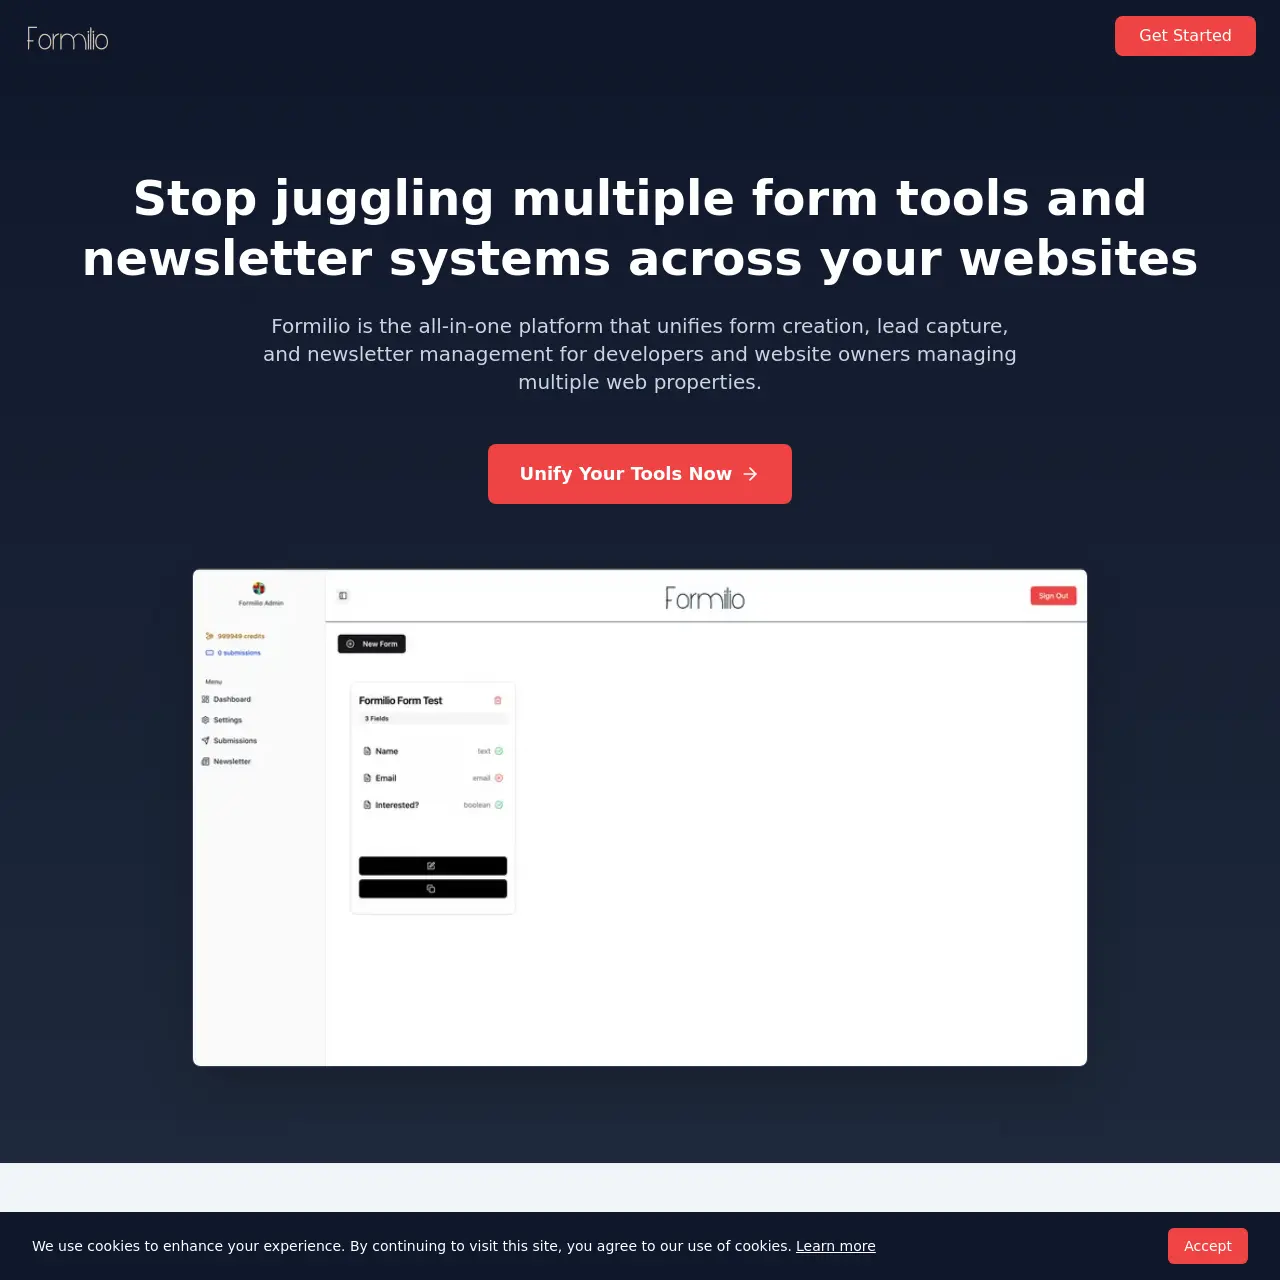 Formilio
Get Started
Stop juggling multiple form tools and
newsletter systems across your websites
Formilio is the all-in-one platform that unifies form creation, lead capture,
and newsletter management for developers and website owners managing
multiple web properties.
Unify Your Tools Now
Formilio Admin
Formilio
Sign Out
989949 credits
0 submissions
New Form
Menu
Dashboard
Settings
Submissions
Newsletter
Formilio Form Test
3 Fields
Name text
Email email
Interested? boolean
We use cookies to enhance your experience. By continuing to visit this site, you agree to our use of cookies. Learn more
Accept